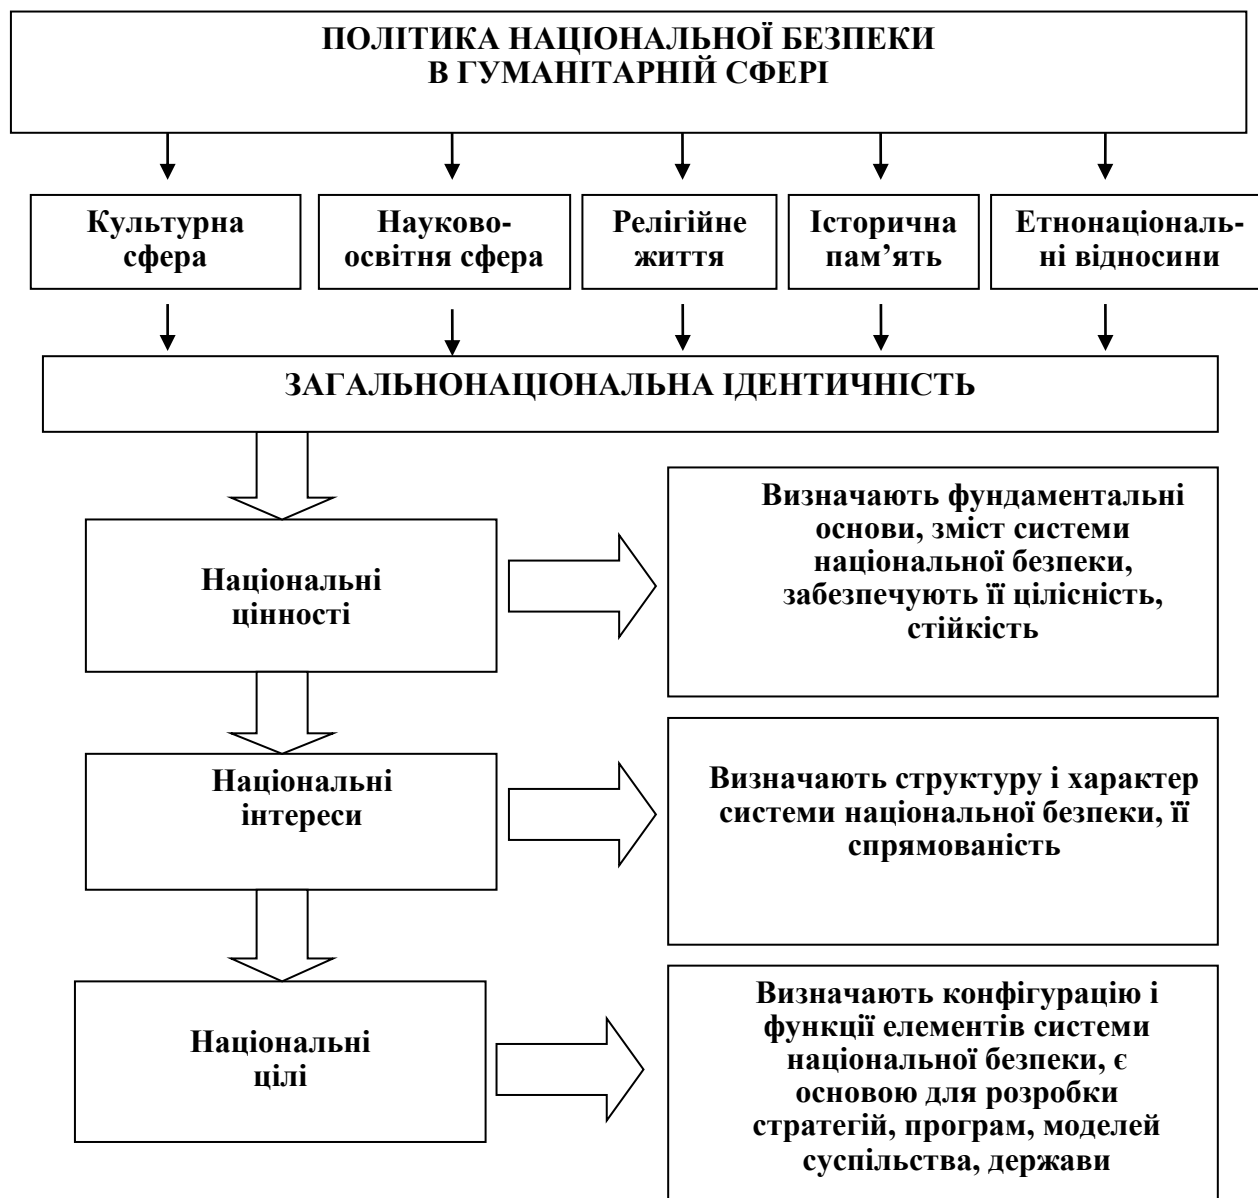 ПОЛІТИКА НАЦІОНАЛЬНОЇ БЕЗПЕКИ
В ГУМАНІТАРНІЙ СФЕРІ
Культурна
сфера
Науково-
освітня сфера
Релігійне
життя
Історична
пам’ять
Етнонаціональ-
ні відносини
ЗАГАЛЬНОНАЦІОНАЛЬНА ІДЕНТИЧНІСТЬ
Національні
цінності
Визначають фундаментальні
основи, зміст системи
національної безпеки,
забезпечують її цілісність,
стійкість
Національні
інтереси
Визначають структуру і характер
системи національної безпеки, її
спрямованість
Національні
цілі
Визначають конфігурацію і
функції елементів системи
національної безпеки, є
основою для розробки
стратегій, програм, моделей
суспільства, держави